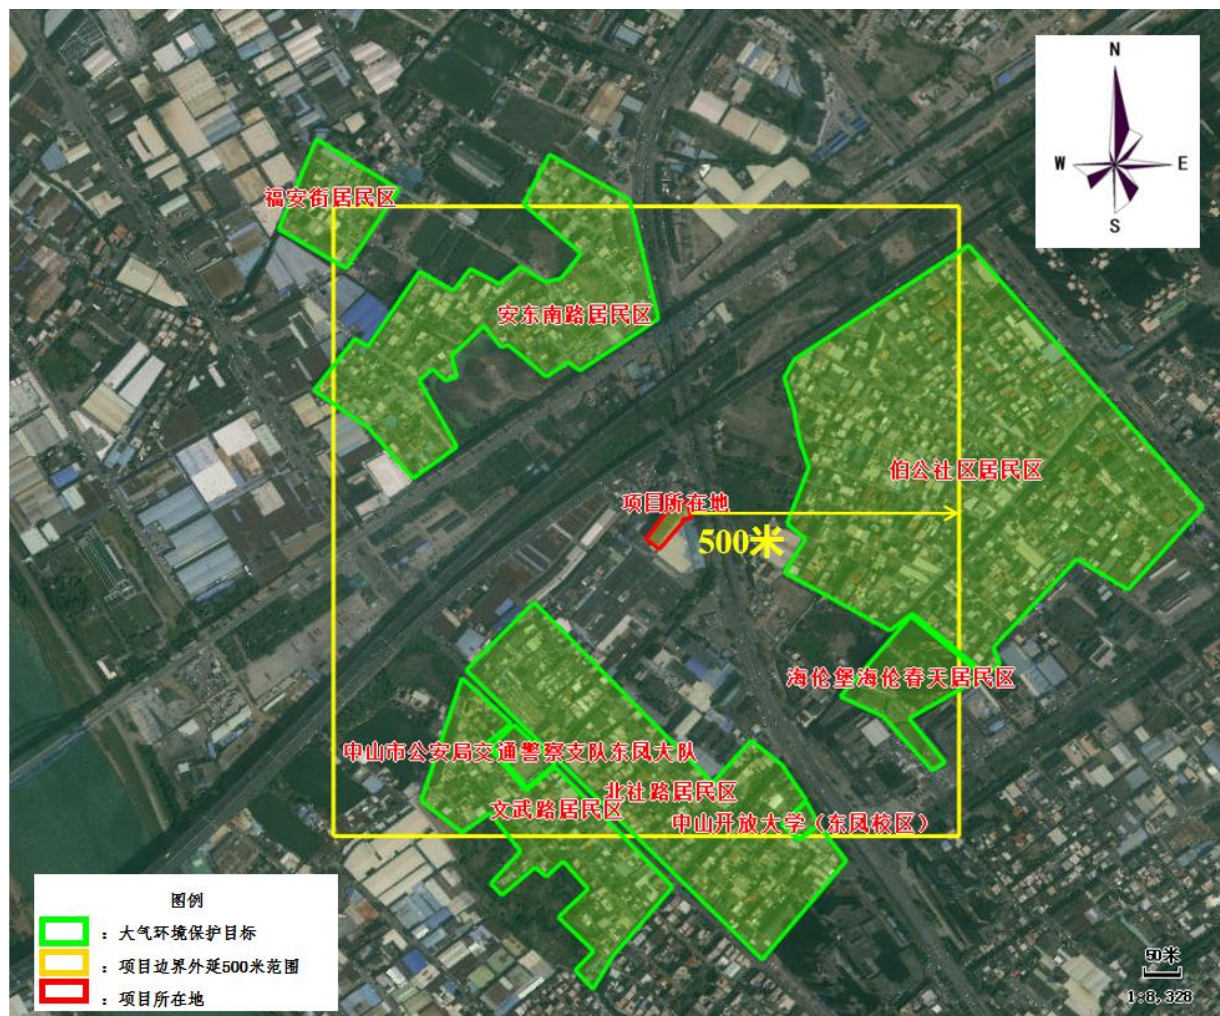 N
W
E
S
福安街居民区
安东南路居民区
伯公社区居民区
项目所在地
500米
海伦堡海伦春天居民区
中山市公安局交通警察支队东凤大队
北社路居民区
文武路居民区
中山开放大学（东凤校区）
图例
：大气环境保护目标
：项目边界外延500米范围
：项目所在地
50米
1:8,328